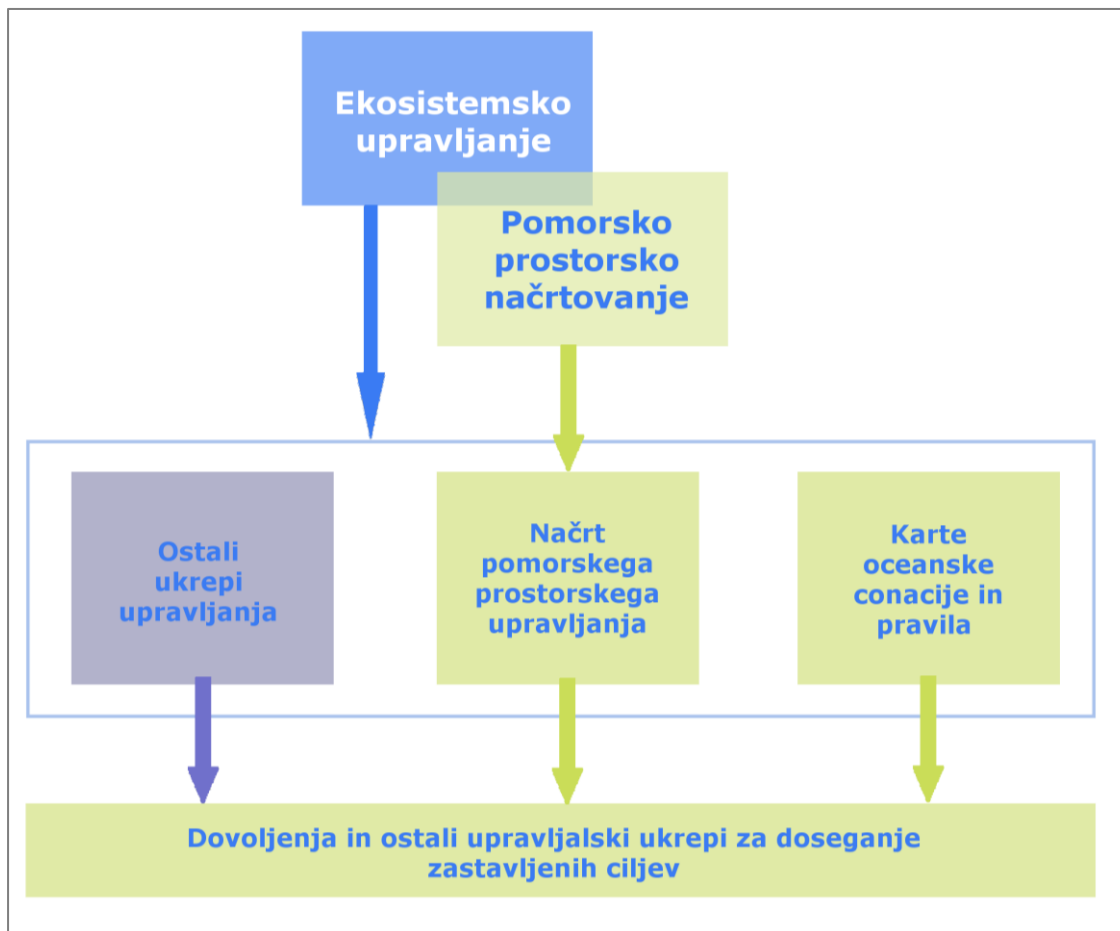 Ekosistemsko
upravljanje
Pomorsko
prostorsko
načrtovanje
Ostali
ukrepi
upravljanja
Načrt
pomorskega
prostorskega
upravljanja
Karte
oceanske
conacije in
pravila
Dovoljenja in ostali upravljalski ukrepi za doseganje
zastavljenih ciljev